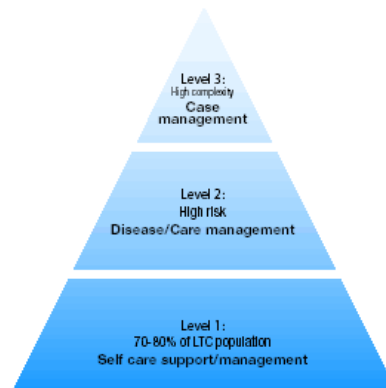 Level 3:
High complexity
Case
management
Level 2:
High risk
Disease/Care management
Level 1:
70-80% of LTC population
Self care support/management